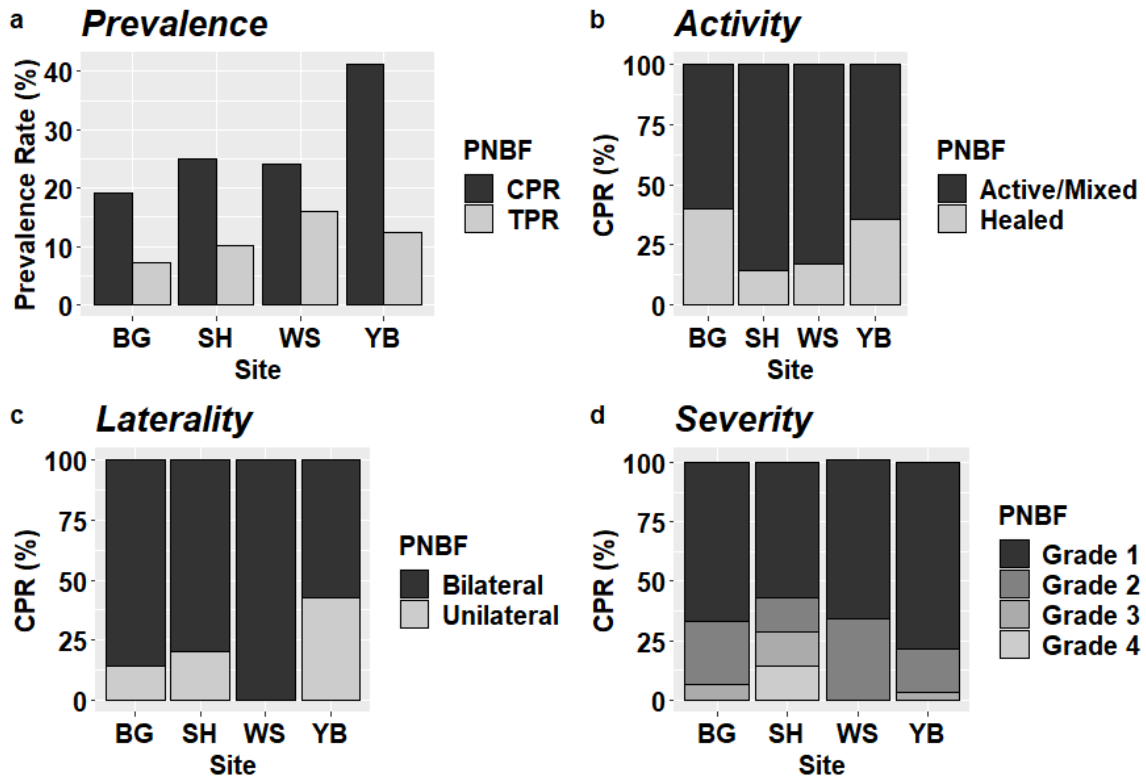 a Prevalence
Prevalence Rate (%)
40
30
20
10
0
BG SH WS YB
Site
PNBF
CPR
TPR
b Activity
CPR (%)
100
75
50
25
0
BG SH WS YB
Site
PNBF
Active/Mixed
Healed
c Laterality
CPR (%)
100
75
50
25
0
BG SH WS YB
Site
PNBF
Bilateral
Unilateral
d Severity
CPR (%)
100
75
50
25
0
BG SH WS YB
Site
PNBF
Grade 1
Grade 2
Grade 3
Grade 4